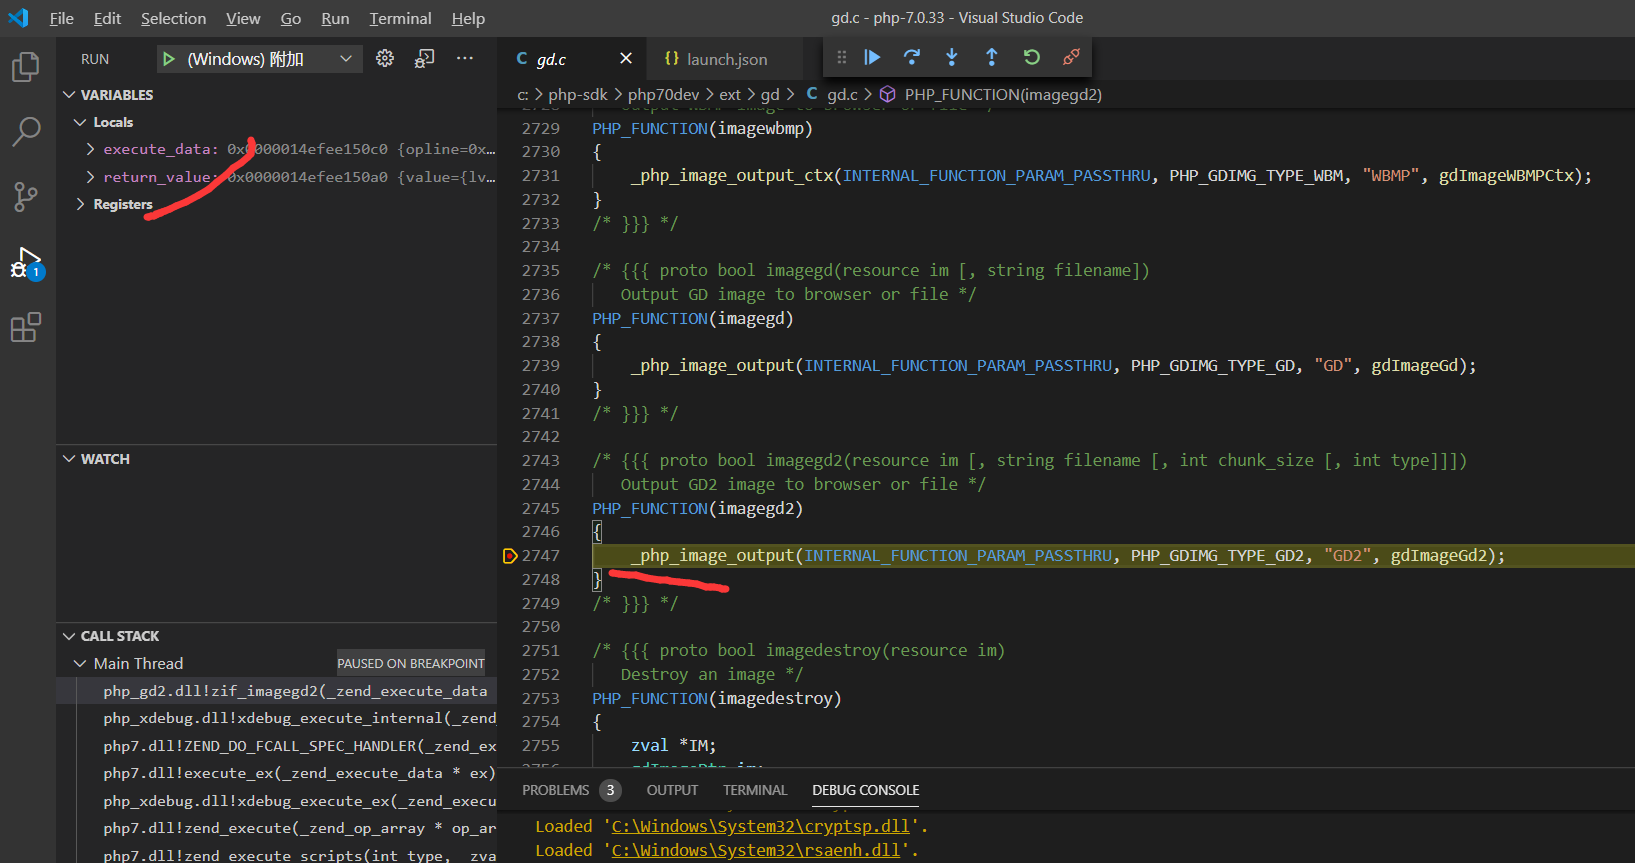 File Edit Selection View Go Run Terminal Help
gd.c - php-7.0.33 - Visual Studio Code
RUN
(Windows) 附加
VARIABLES
Locals
execute_data: 0x0000014efee150c0 {opline=0x…
return_value: 0x0000014efee150a0 {value={lv…
Registers
WATCH
CALL STACK
Main Thread
PAUSED ON BREAKPOINT
php_gd2.dll!zif_imagegd2(_zend_execute_data
php_xdebug.dll!xdebug_execute_internal(_zend_
php7.dll!ZEND_DO_FCALL_SPEC_HANDLER(_zend_ex
php7.dll!execute_ex(_zend_execute_data * ex)
php_xdebug.dll!xdebug_execute_ex(_zend_execu
php7.dll!zend_execute(_zend_op_array * op_ar
php7.dll!zend_execute_scripts(int type, _zva
1
C gd.c
{} launch.json
c: > php-sdk > php70dev > ext > gd > C gd.c > PHP_FUNCTION(imagegd2)
2729 PHP_FUNCTION(imagewbmp)
2730 {
2731 _php_image_output_ctx(INTERNAL_FUNCTION_PARAM_PASSTHRU, PHP_GDIMG_TYPE_WBM, "WBMP", gdImageWBMPCtx);
2732 }
2733 /* }}} */
2734
2735 /* {{{ proto bool imagegd(resource im [, string filename])
2736 Output GD image to browser or file */
2737 PHP_FUNCTION(imagegd)
2738 {
2739 _php_image_output(INTERNAL_FUNCTION_PARAM_PASSTHRU, PHP_GDIMG_TYPE_GD, "GD", gdImageGd);
2740 }
2741 /* }}} */
2742
2743 /* {{{ proto bool imagegd2(resource im [, string filename [, int chunk_size [, int type]]])
2744 Output GD2 image to browser or file */
2745 PHP_FUNCTION(imagegd2)
2746 {
2747 _php_image_output(INTERNAL_FUNCTION_PARAM_PASSTHRU, PHP_GDIMG_TYPE_GD2, "GD2", gdImageGd2);
2748 }
2749 /* }}} */
2750
2751 /* {{{ proto bool imagedestroy(resource im)
2752 Destroy an image */
2753 PHP_FUNCTION(imagedestroy)
2754 {
2755 zval *IM;
2756 gdImagePtr im;
PROBLEMS 3 OUTPUT TERMINAL DEBUG CONSOLE
Loaded 'C:\Windows\System32\cryptsp.dll'.
Loaded 'C:\Windows\System32\rsaenh.dll'.